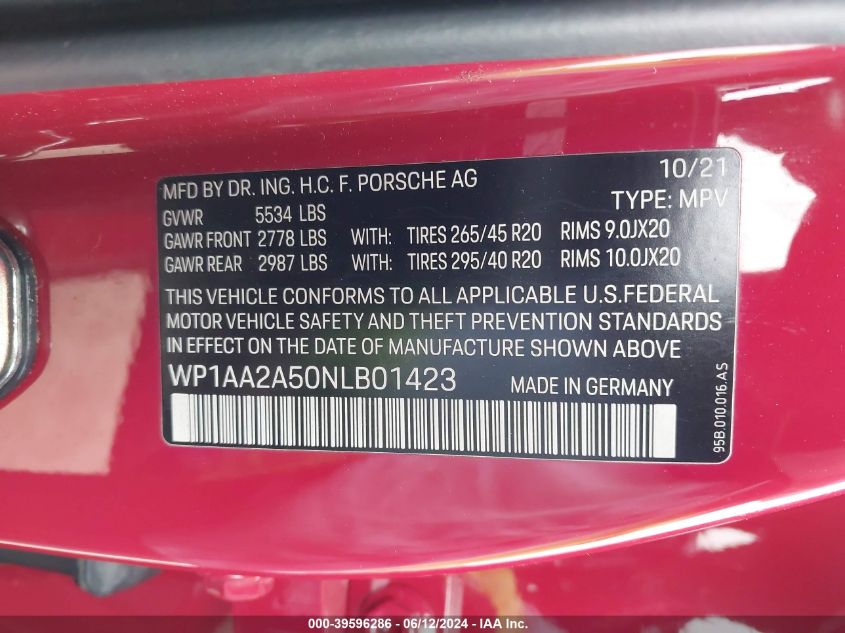 MFD BY DR. ING. H.C. F. PORSCHE AG 10/21
GVWR 5534 LBS TYPE: MPV
GAWR FRONT 2778 LBS WITH: TIRES 265/45 R20 RIMS 9.0JX20
GAWR REAR 2987 LBS WITH: TIRES 295/40 R20 RIMS 10.0JX20
THIS VEHICLE CONFORMS TO ALL APPLICABLE U.S.FEDERAL
MOTOR VEHICLE SAFETY AND THEFT PREVENTION STANDARDS
IN EFFECT ON THE DATE OF MANUFACTURE SHOWN ABOVE
WP1AA2A50NLB01423 MADE IN GERMANY
95B.010.016.AS
000-39596286 - 06/12/2024 - IAA Inc.